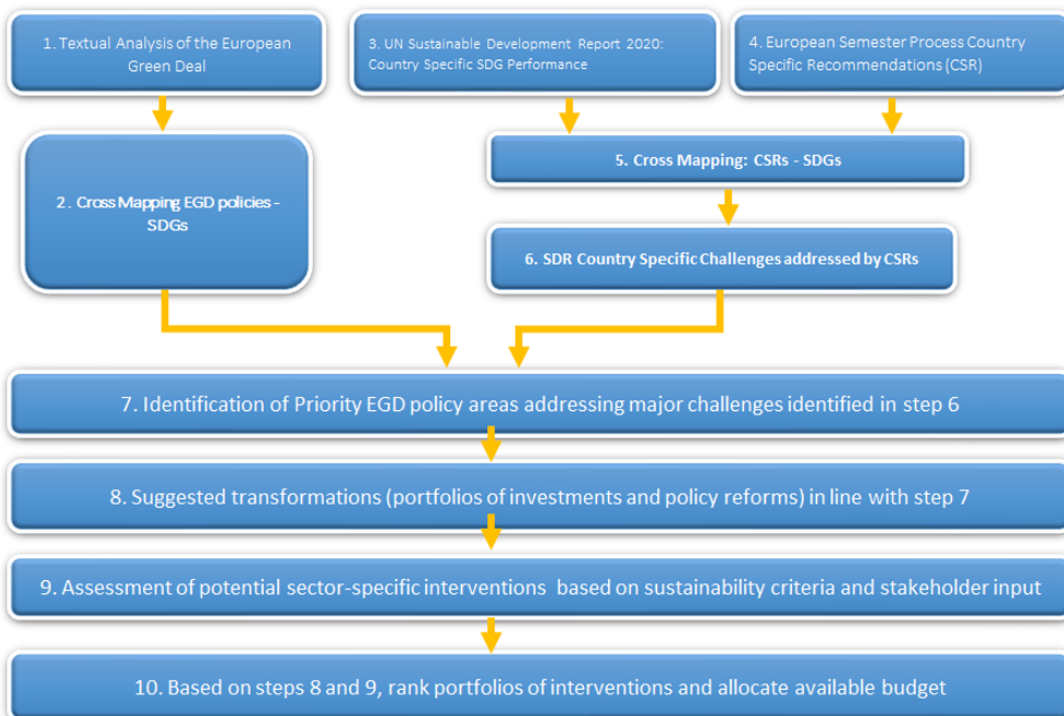 1. Textual Analysis of the European
Green Deal
3. UN Sustainable Development Report 2020:
Country Specific SDG Performance
4. European Semester Process Country
Specific Recommendations (CSR)
2. Cross Mapping EGD policies -
SDGs
5. Cross Mapping: CSRs - SDGs
6. SDR Country Specific Challenges addressed by CSRs
7. Identification of Priority EGD policy areas addressing major challenges identified in step 6
8. Suggested transformations (portfolios of investments and policy reforms) in line with step 7
9. Assessment of potential sector-specific interventions based on sustainability criteria and stakeholder input
10. Based on steps 8 and 9, rank portfolios of interventions and allocate available budget